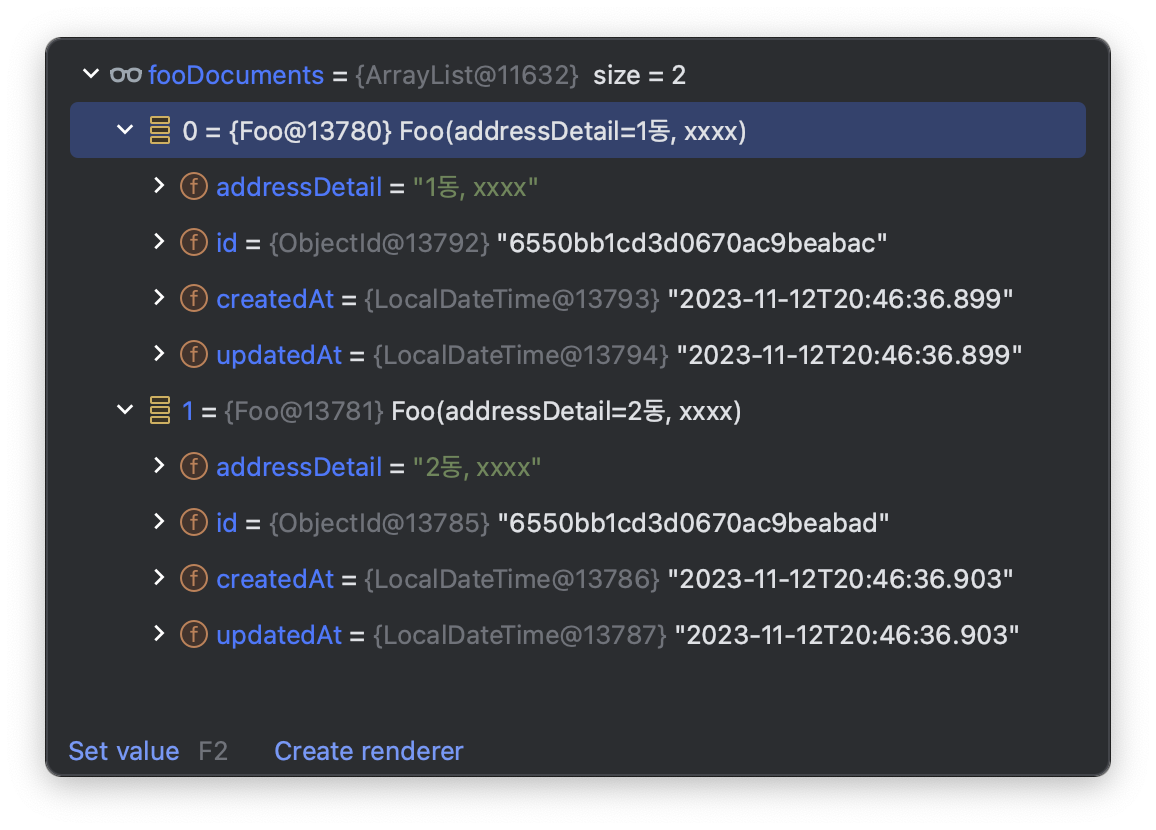 fooDocuments = {ArrayList@11632} size = 2
0 = {Foo@13780} Foo(addressDetail=1동, xxxx)
f addressDetail = "1동, xxxx"
f id = {ObjectId@13792} "6550bb1cd3d0670ac9beabac"
f createdAt = {LocalDateTime@13793} "2023-11-12T20:46:36.899"
f updatedAt = {LocalDateTime@13794} "2023-11-12T20:46:36.899"
1 = {Foo@13781} Foo(addressDetail=2동, xxxx)
f addressDetail = "2동, xxxx"
f id = {ObjectId@13785} "6550bb1cd3d0670ac9beabad"
f createdAt = {LocalDateTime@13786} "2023-11-12T20:46:36.903"
f updatedAt = {LocalDateTime@13787} "2023-11-12T20:46:36.903"
Set value F2 Create renderer